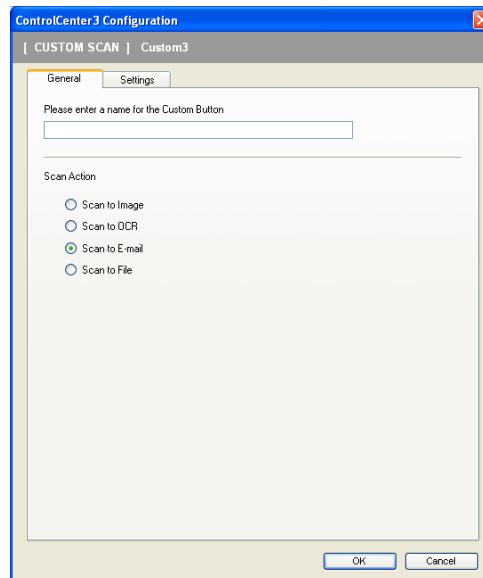 ControlCenter3 Configuration
[ CUSTOM SCAN ] Custom3
General Settings
Please enter a name for the Custom Button
Scan Action
Scan to Image
Scan to OCR
Scan to E-mail
Scan to File
OK Cancel